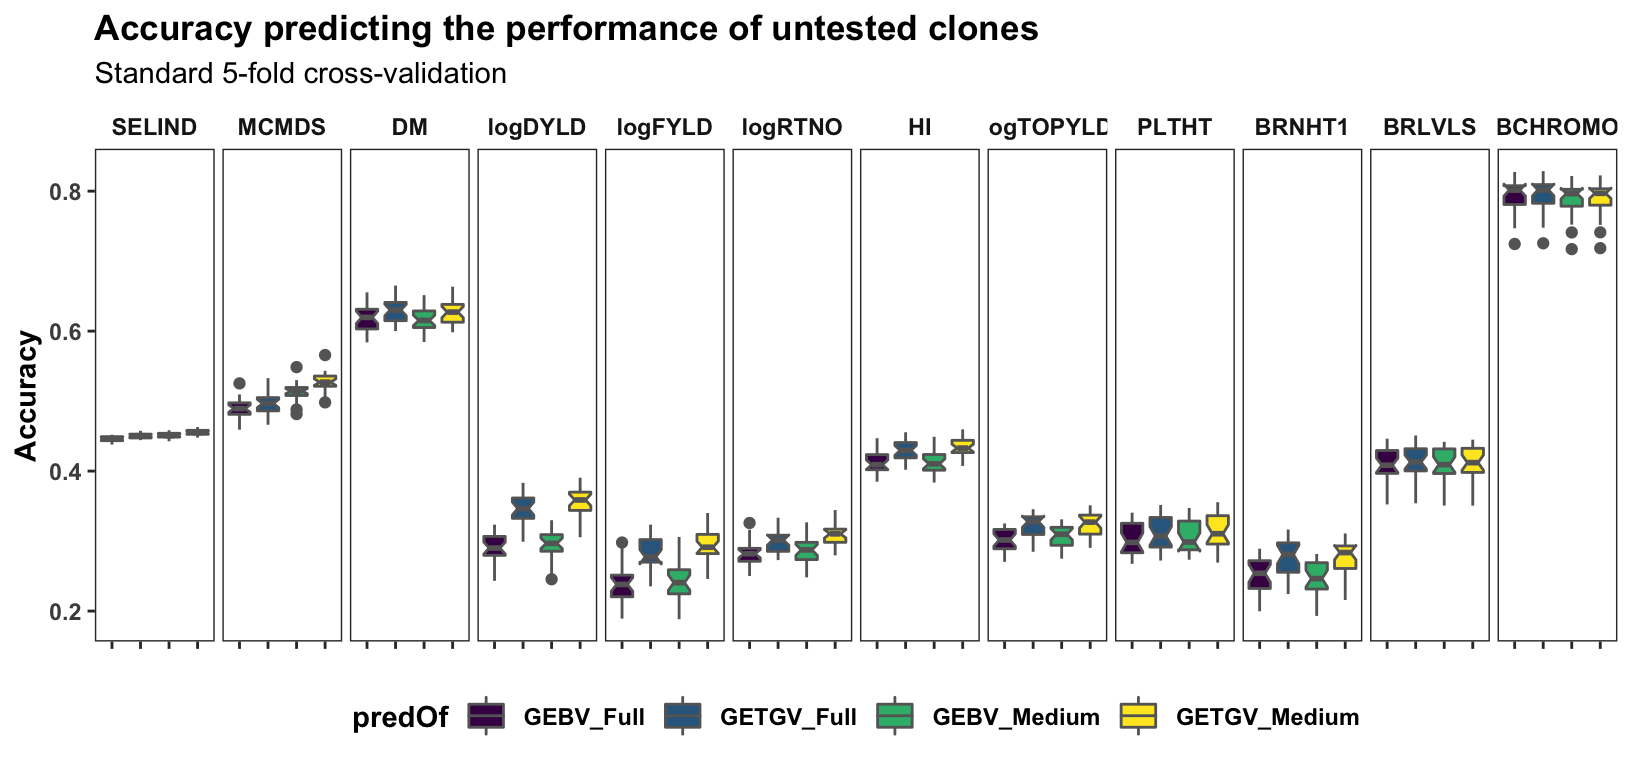 Accuracy predicting the performance of untested clones
Standard 5-fold cross-validation
SELIND MCMDS DM logDYLD logFYLD logRTNO HI ogTOPYLD PLTHT BRNHT1 BRLVLS BCHROMO
0.8
0.6
0.4
0.2
Accuracy
predOf GEBV_Full GETGV_Full GEBV_Medium GETGV_Medium